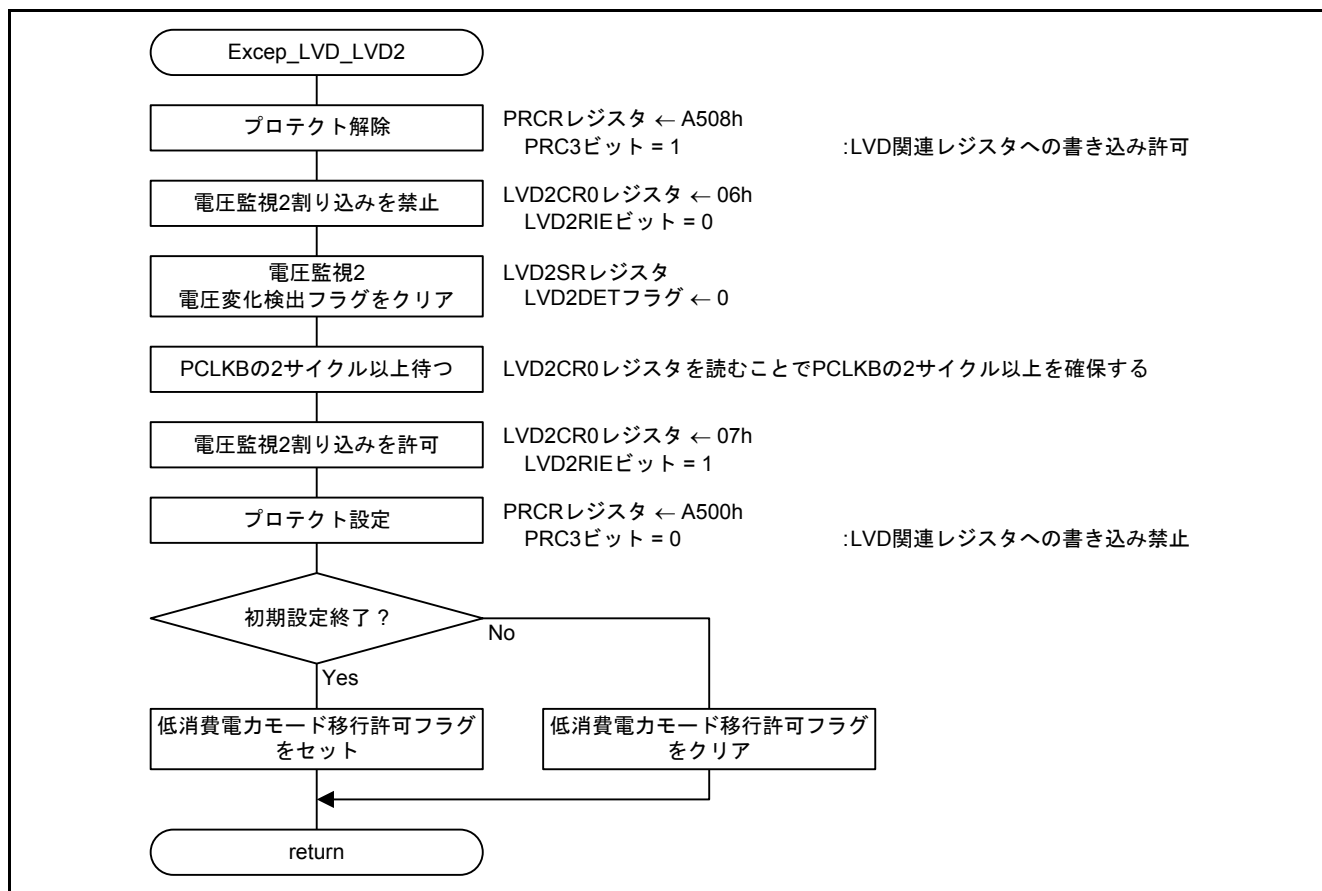 Excep_LVD_LVD2
プロテクト解除
PRCRレジスタ ← A508h
PRC3ビット = 1 :LVD関連レジスタへの書き込み許可
電圧監視2割り込みを禁止
LVD2CR0レジスタ ← 06h
LVD2RIEビット = 0
電圧監視2
電圧変化検出フラグをクリア
LVD2SRレジスタ
LVD2DETフラグ ← 0
PCLKBの2サイクル以上待つ
LVD2CR0レジスタを読むことでPCLKBの2サイクル以上を確保する
電圧監視2割り込みを許可
LVD2CR0レジスタ ← 07h
LVD2RIEビット = 1
プロテクト設定
PRCRレジスタ ← A500h
PRC3ビット = 0 :LVD関連レジスタへの書き込み禁止
初期設定終了？
No
Yes
低消費電力モード移行許可フラグ
をセット
低消費電力モード移行許可フラグ
をクリア
return